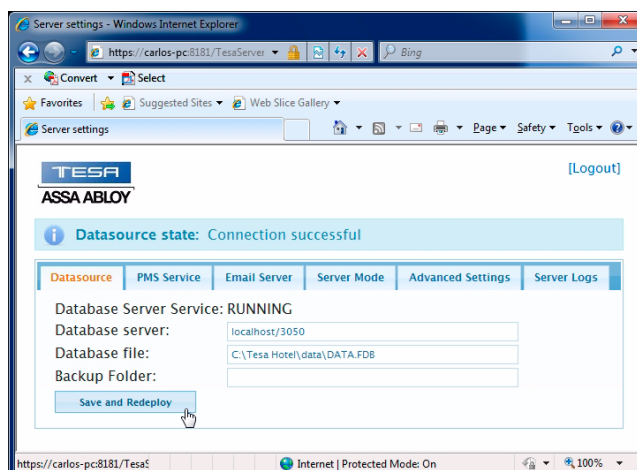 Server settings - Windows Internet Explorer
https://carlos-pc:8181/TesaServer
Bing
x Convert Select
Favorites Suggested Sites Web Slice Gallery
Server settings Page Safety Tools
TESA
ASSA ABLOY
[Logout]
Datasource state: Connection successful
Datasource PMS Service Email Server Server Mode Advanced Settings Server Logs
Database Server Service: RUNNING
Database server: localhost/3050
Database file: C:\Tesa Hotel\data\DATA.FDB
Backup Folder:
Save and Redeploy
https://carlos-pc:8181/TesaS Internet | Protected Mode: On 100%